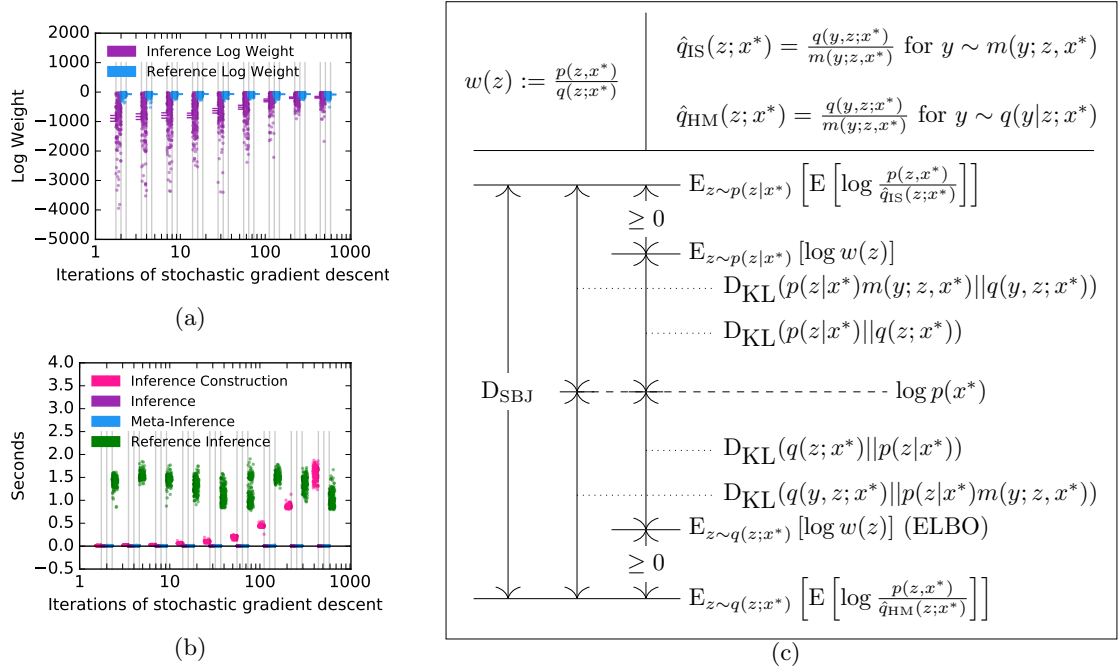 2000
1000
0
−1000
−2000
−3000
−4000
−5000
Log Weight
Inference Log Weight
Reference Log Weight
1 10 100 1000
Iterations of stochastic gradient descent
(a)
4.0
3.5
3.0
2.5
2.0
1.5
1.0
0.5
0.0
−0.5
Seconds
Inference Construction
Inference
Meta-Inference
Reference Inference
1 10 100 1000
Iterations of stochastic gradient descent
(b)
w(z) := p(z,x*)/q(z;x*)
q̂_IS(z; x*) = q(y,z;x*)/m(y;z,x*) for y ∼ m(y; z, x*)
q̂_HM(z; x*) = q(y,z;x*)/m(y;z,x*) for y ∼ q(y|z; x*)
E_{z∼p(z|x*)} [E [log p(z,x*)/q̂_IS(z;x*)]]
≥ 0
E_{z∼p(z|x*)} [log w(z)]
D_KL(p(z|x*)m(y; z, x*)||q(y, z; x*))
D_KL(p(z|x*)||q(z; x*))
D_SBJ
log p(x*)
D_KL(q(z; x*)||p(z|x*))
D_KL(q(y, z; x*)||p(z|x*)m(y; z, x*))
E_{z∼q(z;x*)} [log w(z)] (ELBO)
≥ 0
E_{z∼q(z;x*)} [E [log p(z,x*)/q̂_HM(z;x*)]]
(c)